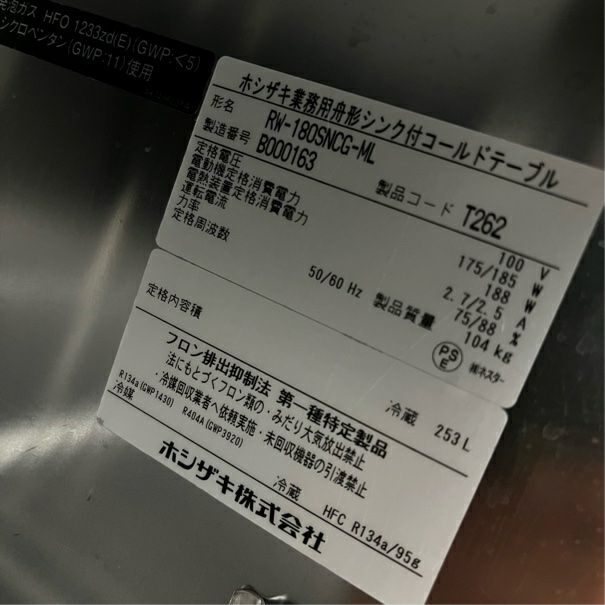 発泡ガス HFO 1233zd(E)(GWP:<5)
シクロペンタン(GWP:11)使用
ホシザキ業務用舟形シンク付コールドテーブル
形名 RW-180SNCG-ML
製造番号 B000163 製品コード T262
定格電圧 100 V
電動機定格消費電力 175/185 W
電熱装置定格消費電力 188 W
運転電流 2.7/2.5 A
力率 75/88 %
定格周波数 50/60 Hz 製品質量 104 kg
PSE ㈱ネスター
定格内容積 冷蔵 253L
フロン排出抑制法 第一種特定製品
法にもとづくフロン類の・みだり大気放出禁止
・冷媒回収業者へ依頼実施・未回収機器の引渡禁止
R134a(GWP1430) R404A(GWP3920)
冷媒 冷蔵 HFC R134a/95g
ホシザキ株式会社